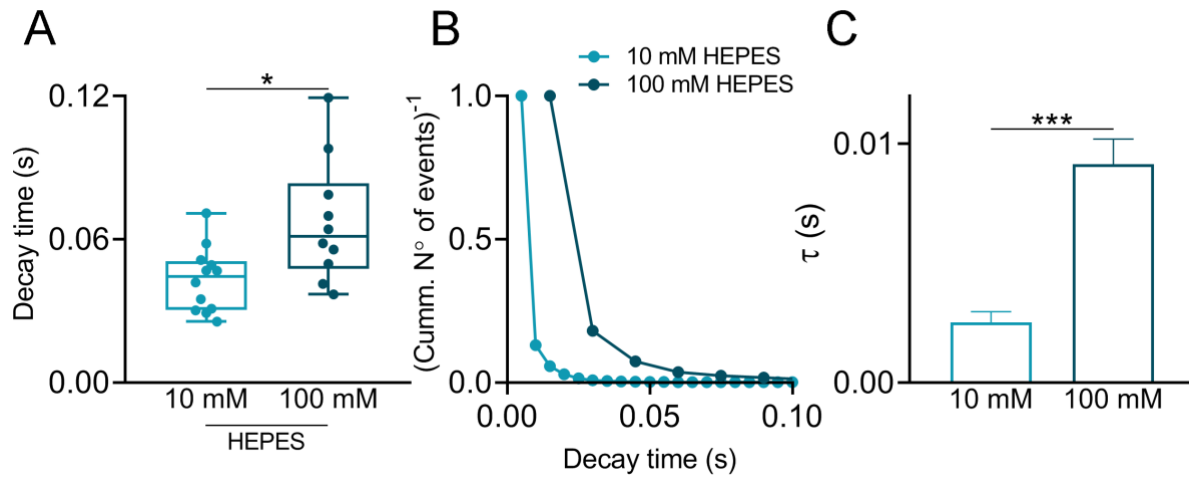 A
Decay time (s)
0.12
0.06
0.00
*
10 mM
100 mM
HEPES
B
10 mM HEPES
100 mM HEPES
(Cumm. N° of events)⁻¹
1.0
0.5
0.0
0.00
0.05
0.10
Decay time (s)
C
τ (s)
0.01
0.00
***
10 mM
100 mM